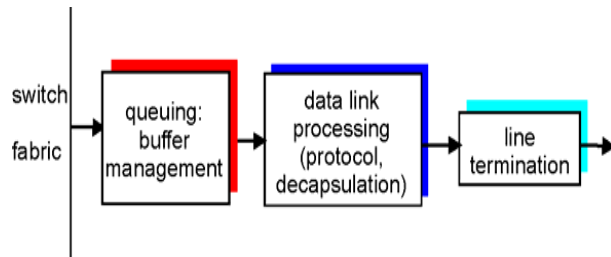 switch
fabric
queuing:
buffer
management
data link
processing
(protocol,
decapsulation)
line
termination